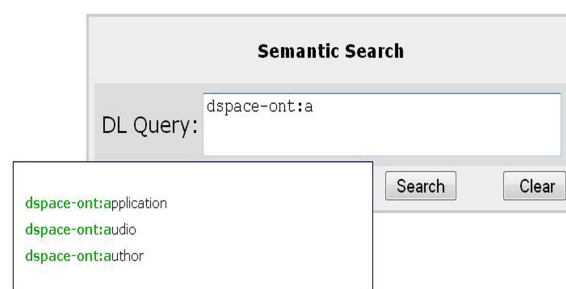 Semantic Search
DL Query:
dspace-ont:a
Search Clear
dspace-ont:application
dspace-ont:audio
dspace-ont:author